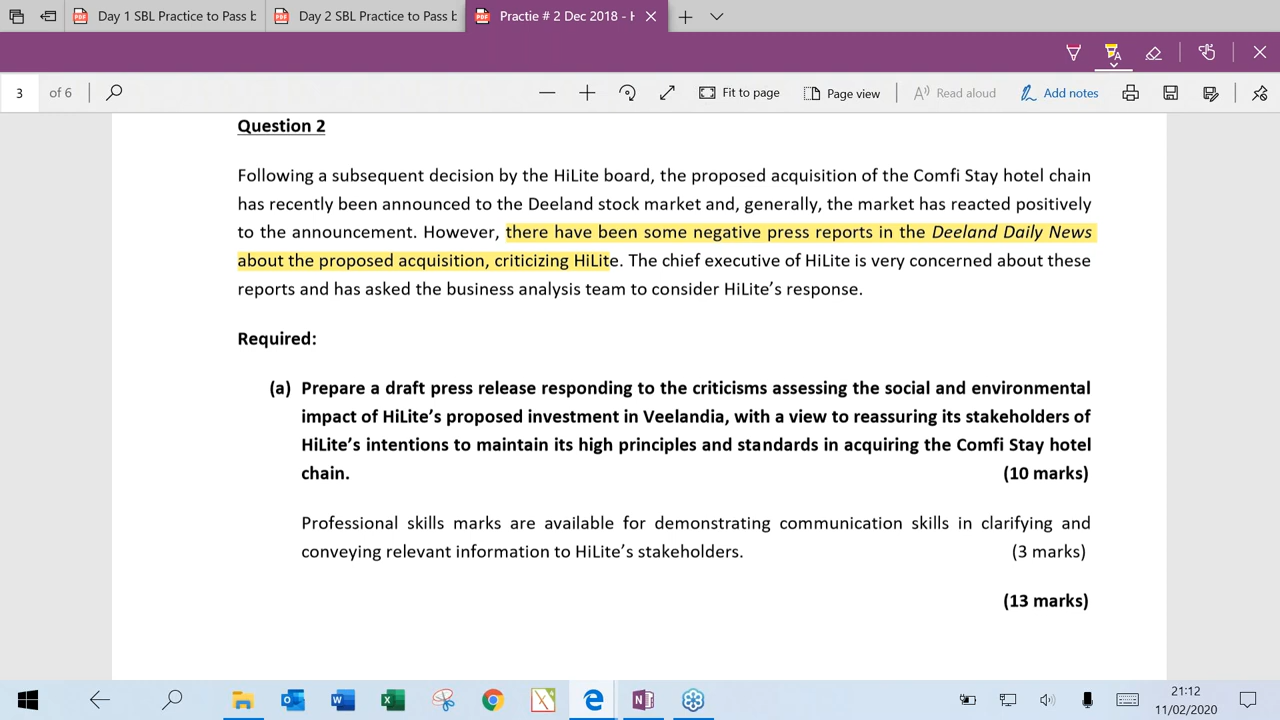 Day 1 SBL Practice to Pass b
Day 2 SBL Practice to Pass b
Practie # 2 Dec 2018 - H
3 of 6
Fit to page
Page view
Read aloud
Add notes
Question 2
Following a subsequent decision by the HiLite board, the proposed acquisition of the Comfi Stay hotel chain
has recently been announced to the Deeland stock market and, generally, the market has reacted positively
to the announcement. However, there have been some negative press reports in the Deeland Daily News
about the proposed acquisition, criticizing HiLite. The chief executive of HiLite is very concerned about these
reports and has asked the business analysis team to consider HiLite's response.
Required:
(a) Prepare a draft press release responding to the criticisms assessing the social and environmental
impact of HiLite's proposed investment in Veelandia, with a view to reassuring its stakeholders of
HiLite's intentions to maintain its high principles and standards in acquiring the Comfi Stay hotel
chain. (10 marks)
Professional skills marks are available for demonstrating communication skills in clarifying and
conveying relevant information to HiLite's stakeholders. (3 marks)
(13 marks)
21:12
11/02/2020